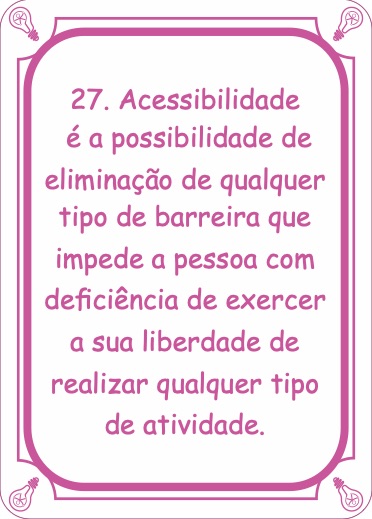 27. Acessibilidade
é a possibilidade de
eliminação de qualquer
tipo de barreira que
impede a pessoa com
deficiência de exercer
a sua liberdade de
realizar qualquer tipo
de atividade.